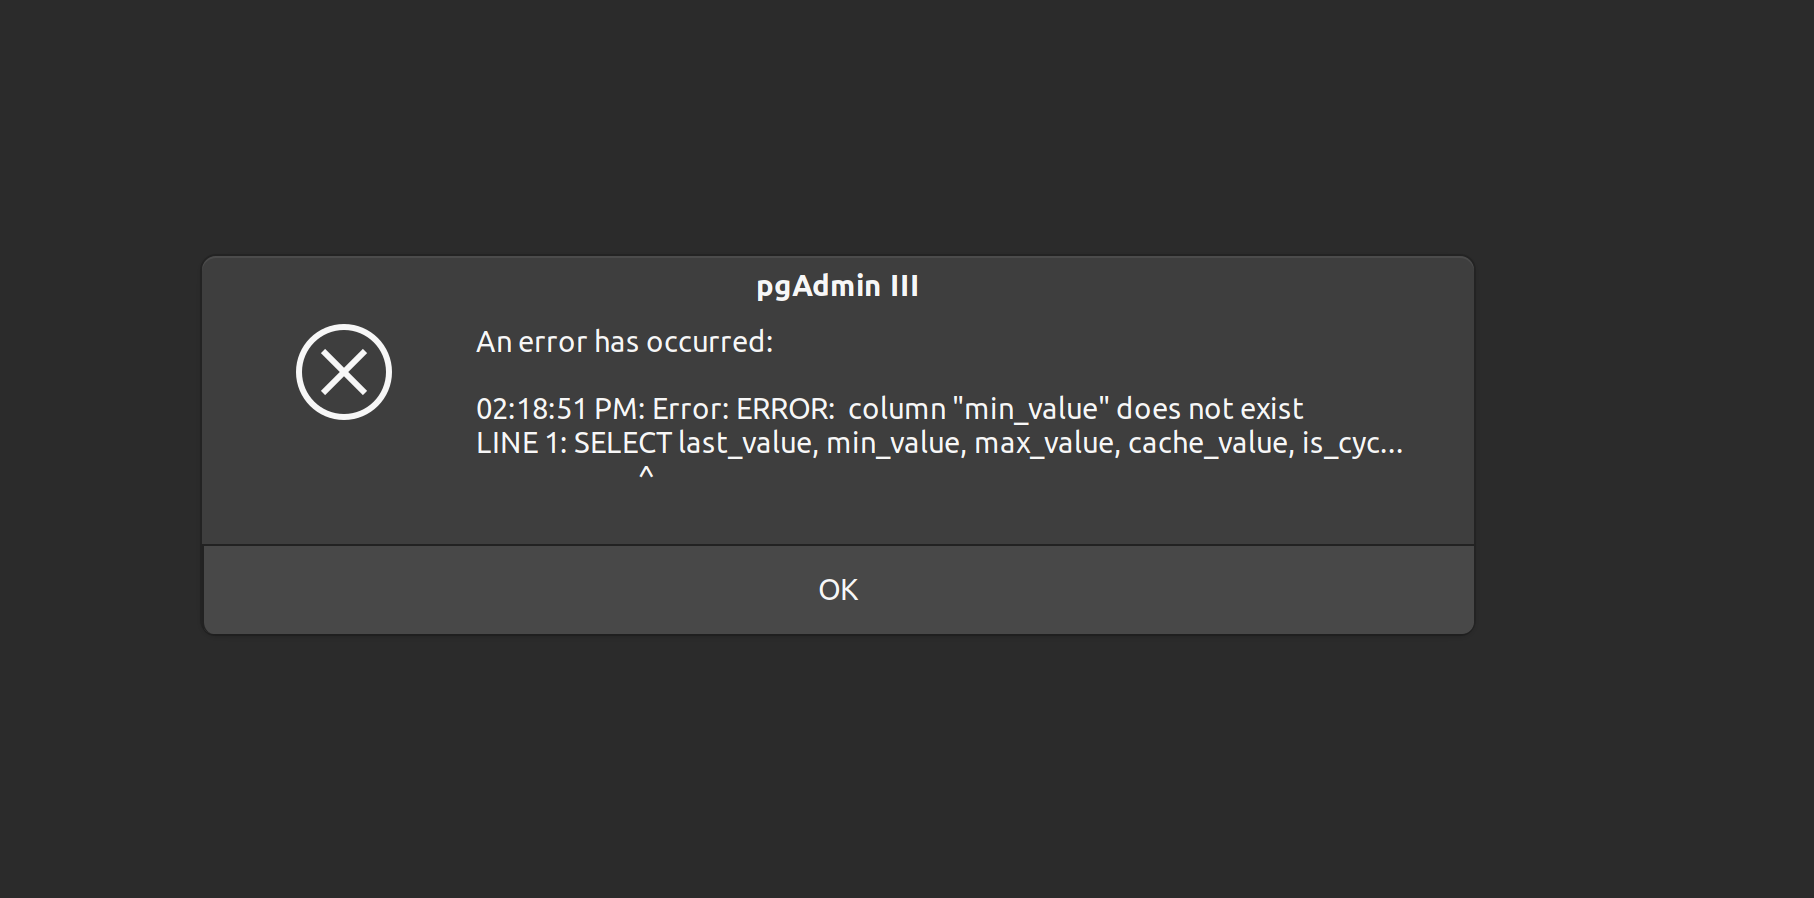 pgAdmin III
An error has occurred:
02:18:51 PM: Error: ERROR:  column "min_value" does not exist
LINE 1: SELECT last_value, min_value, max_value, cache_value, is_cyc...
^
OK